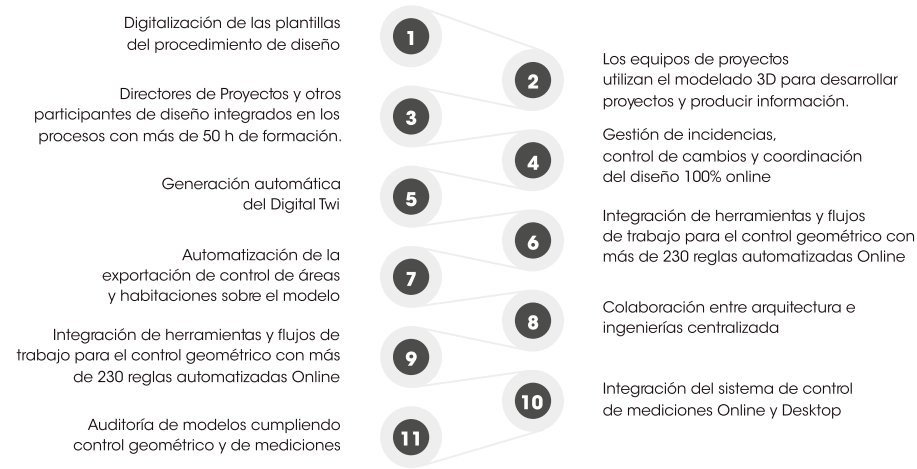 Digitalización de las plantillas
del procedimiento de diseño
1
2
Los equipos de proyectos
utilizan el modelado 3D para desarrollar
proyectos y producir información.
Directores de Proyectos y otros
participantes de diseño integrados en los
procesos con más de 50 h de formación.
3
4
Gestión de incidencias,
control de cambios y coordinación
del diseño 100% online
Generación automática
del Digital Twi
5
6
Integración de herramientas y flujos
de trabajo para el control geométrico con
más de 230 reglas automatizadas Online
Automatización de la
exportación de control de áreas
y habitaciones sobre el modelo
7
8
Colaboración entre arquitectura e
ingenierías centralizada
Integración de herramientas y flujos de
trabajo para el control geométrico con más
de 230 reglas automatizadas Online
9
10
Integración del sistema de control
de mediciones Online y Desktop
Auditoría de modelos cumpliendo
control geométrico y de mediciones
11